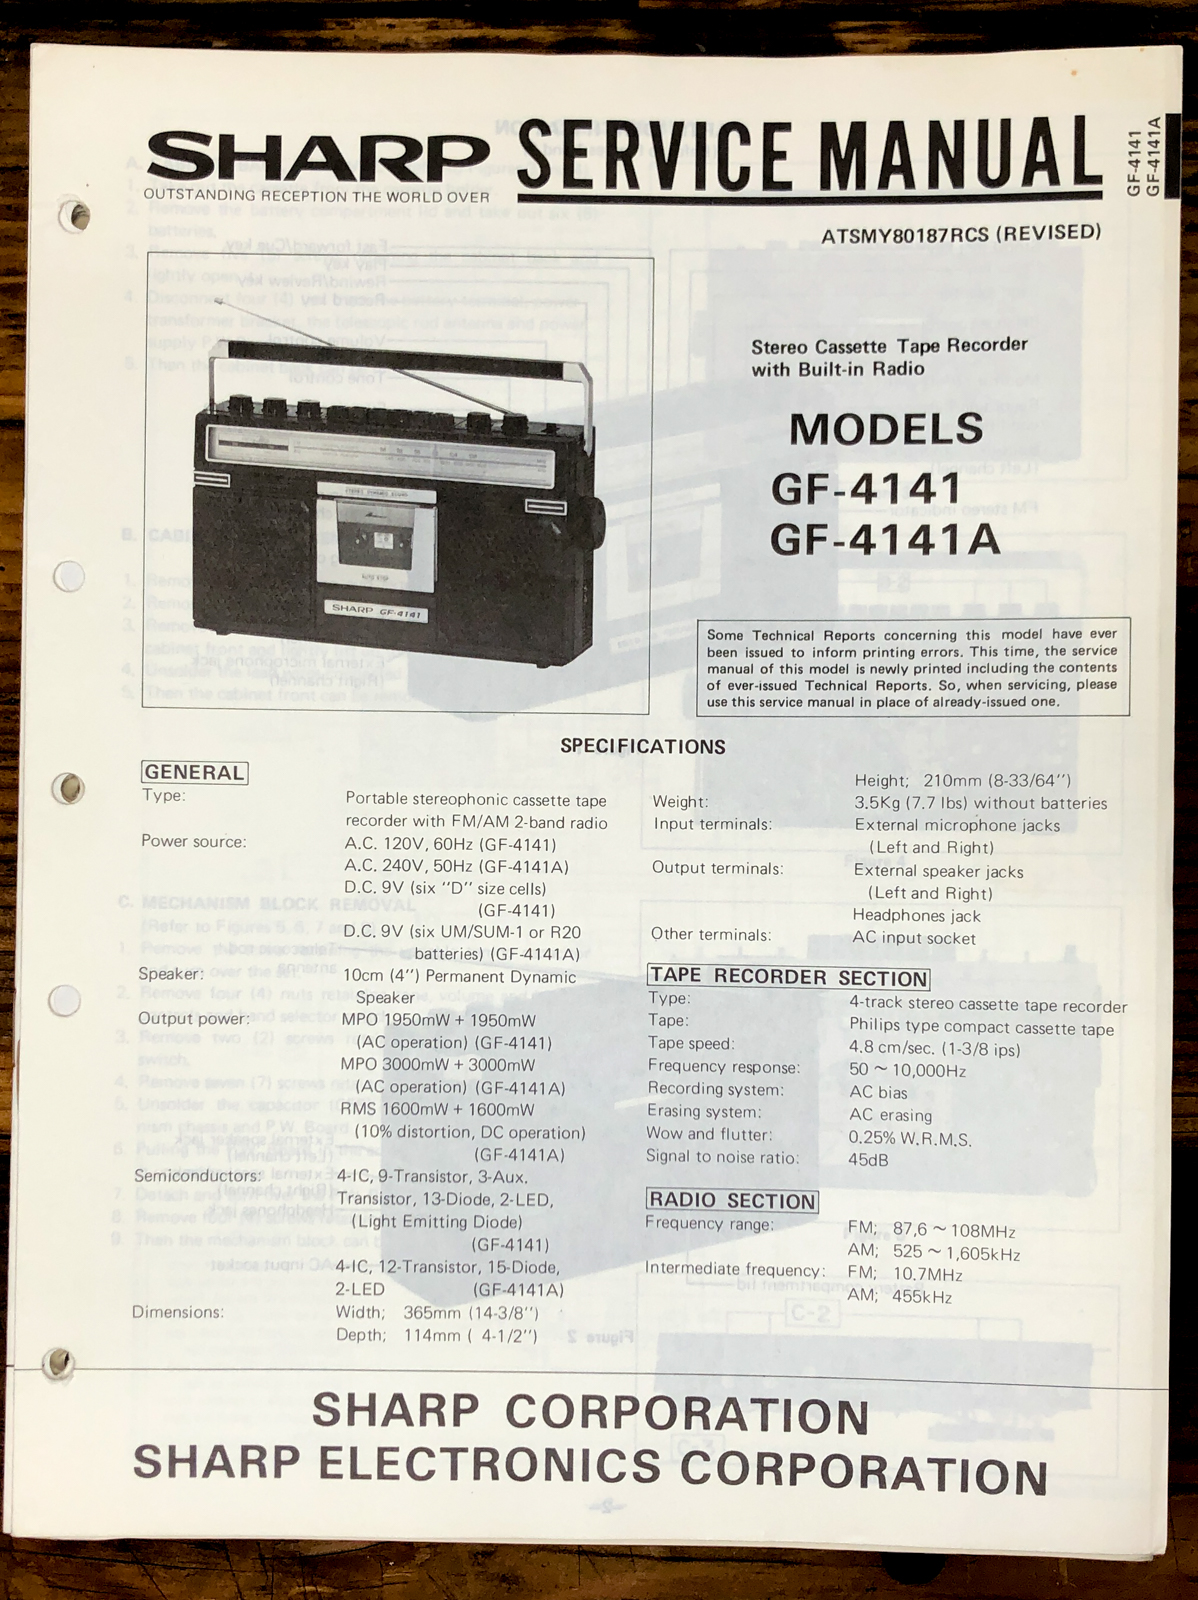 SHARP SERVICE MANUAL
OUTSTANDING RECEPTION THE WORLD OVER
GF-4141
GF-4141A
ATSMY80187RCS (REVISED)
Stereo Cassette Tape Recorder
with Built-in Radio
MODELS
GF-4141
GF-4141A
SHARP GF-4141
Some Technical Reports concerning this model have ever
been issued to inform printing errors. This time, the service
manual of this model is newly printed including the contents
of ever-issued Technical Reports. So, when servicing, please
use this service manual in place of already-issued one.
SPECIFICATIONS
GENERAL
Type: Portable stereophonic cassette tape
recorder with FM/AM 2-band radio
Power source: A.C. 120V, 60Hz (GF-4141)
A.C. 240V, 50Hz (GF-4141A)
D.C. 9V (six "D" size cells)
(GF-4141)
D.C. 9V (six UM/SUM-1 or R20
batteries) (GF-4141A)
Speaker: 10cm (4") Permanent Dynamic
Speaker
Output power: MPO 1950mW + 1950mW
(AC operation) (GF-4141)
MPO 3000mW + 3000mW
(AC operation) (GF-4141A)
RMS 1600mW + 1600mW
(10% distortion, DC operation)
(GF-4141A)
Semiconductors: 4-IC, 9-Transistor, 3-Aux.
Transistor, 13-Diode, 2-LED,
(Light Emitting Diode)
(GF-4141)
4-IC, 12-Transistor, 15-Diode,
2-LED (GF-4141A)
Dimensions: Width; 365mm (14-3/8")
Depth; 114mm ( 4-1/2")
Height; 210mm (8-33/64")
Weight: 3.5Kg (7.7 lbs) without batteries
Input terminals: External microphone jacks
(Left and Right)
Output terminals: External speaker jacks
(Left and Right)
Headphones jack
Other terminals: AC input socket
TAPE RECORDER SECTION
Type: 4-track stereo cassette tape recorder
Tape: Philips type compact cassette tape
Tape speed: 4.8 cm/sec. (1-3/8 ips)
Frequency response: 50 ~ 10,000Hz
Recording system: AC bias
Erasing system: AC erasing
Wow and flutter: 0.25% W.R.M.S.
Signal to noise ratio: 45dB
RADIO SECTION
Frequency range: FM; 87,6 ~ 108MHz
AM; 525 ~ 1,605kHz
Intermediate frequency: FM; 10.7MHz
AM; 455kHz
SHARP CORPORATION
SHARP ELECTRONICS CORPORATION